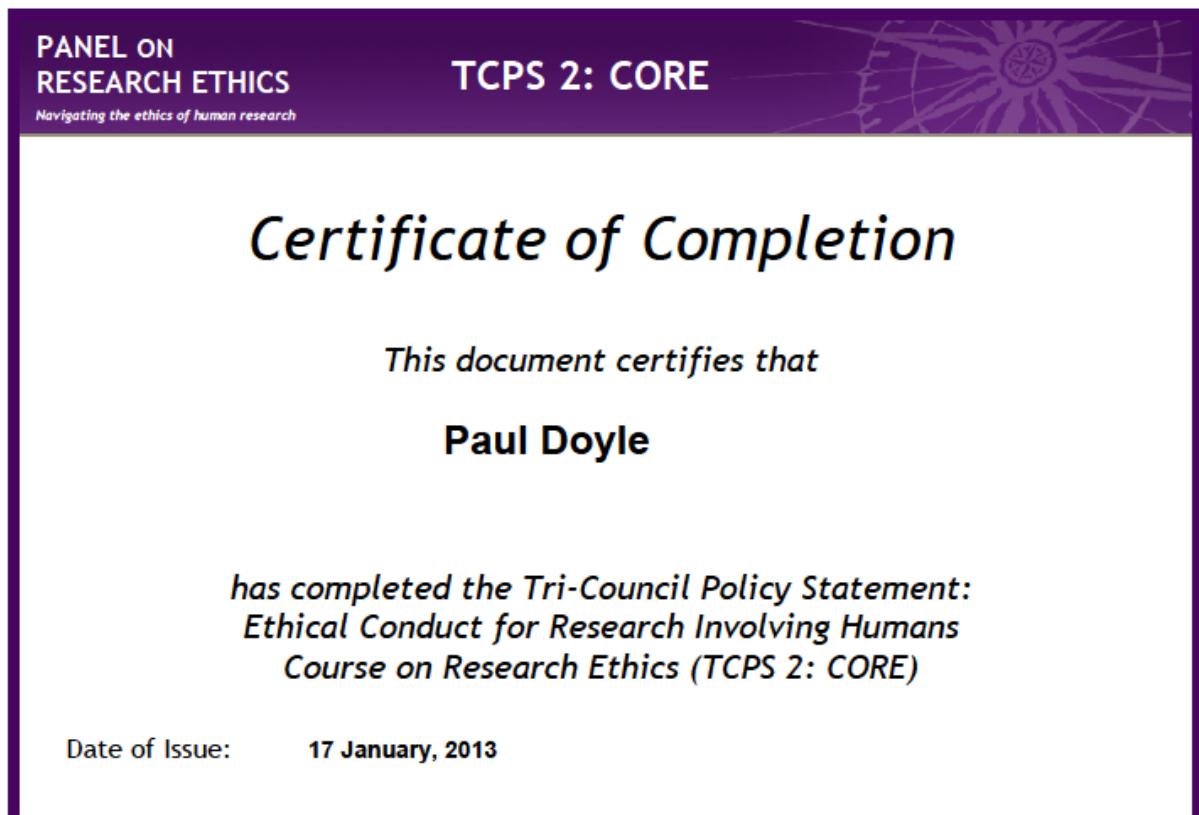 PANEL ON
RESEARCH ETHICS
Navigating the ethics of human research
TCPS 2: CORE
Certificate of Completion
This document certifies that
Paul Doyle
has completed the Tri-Council Policy Statement:
Ethical Conduct for Research Involving Humans
Course on Research Ethics (TCPS 2: CORE)
Date of Issue: 17 January, 2013